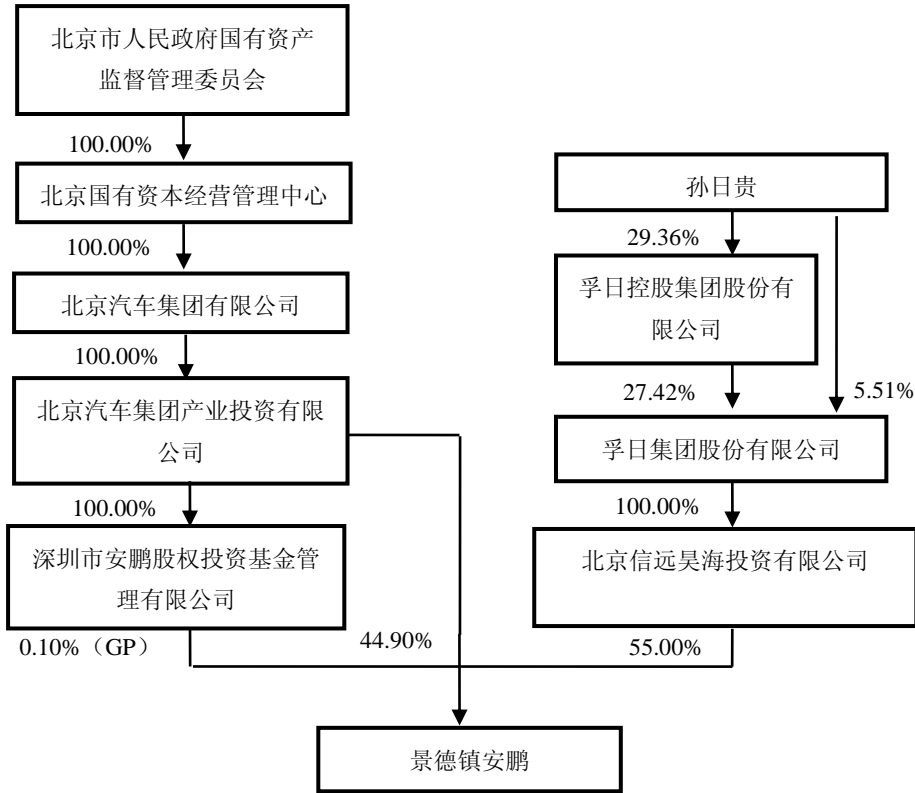 北京市人民政府国有资产
监督管理委员会
100.00%
北京国有资本经营管理中心
100.00%
北京汽车集团有限公司
100.00%
北京汽车集团产业投资有限
公司
100.00%
深圳市安鹏股权投资基金管
理有限公司
0.10%（GP）
44.90%
孙日贵
29.36%
孚日控股集团股份有
限公司
27.42%
5.51%
孚日集团股份有限公司
100.00%
北京信远昊海投资有限公司
55.00%
景德镇安鹏